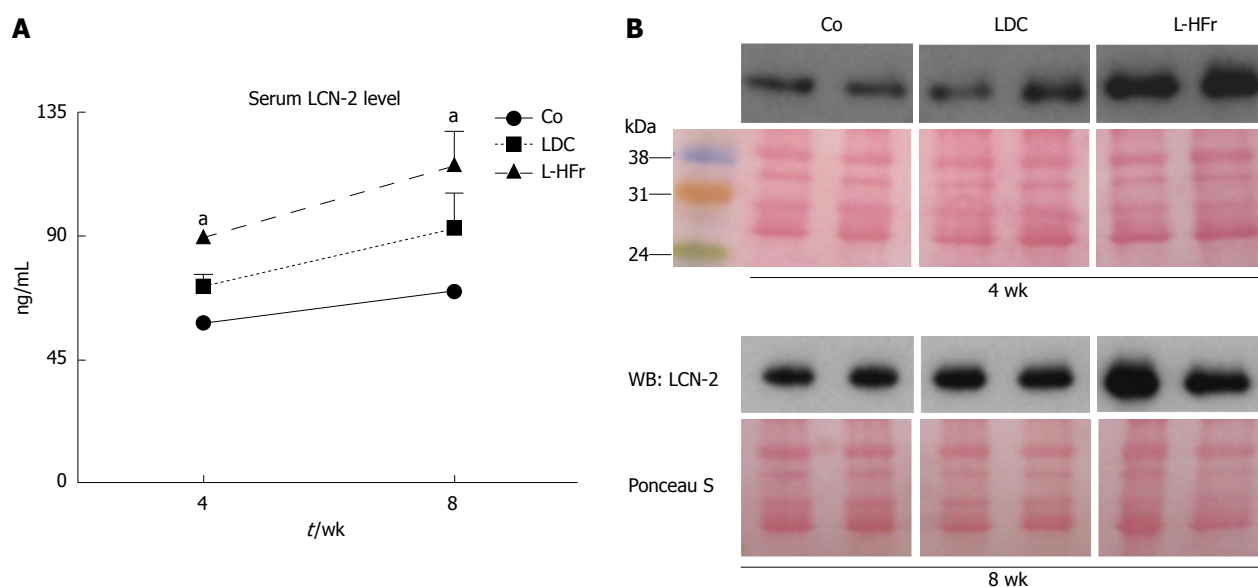 A
Serum LCN-2 level
135
90
45
0
ng/mL
a
a
Co
LDC
L-HFr
4
8
t/wk
B
Co
LDC
L-HFr
kDa
38
31
24
4 wk
WB: LCN-2
Ponceau S
8 wk